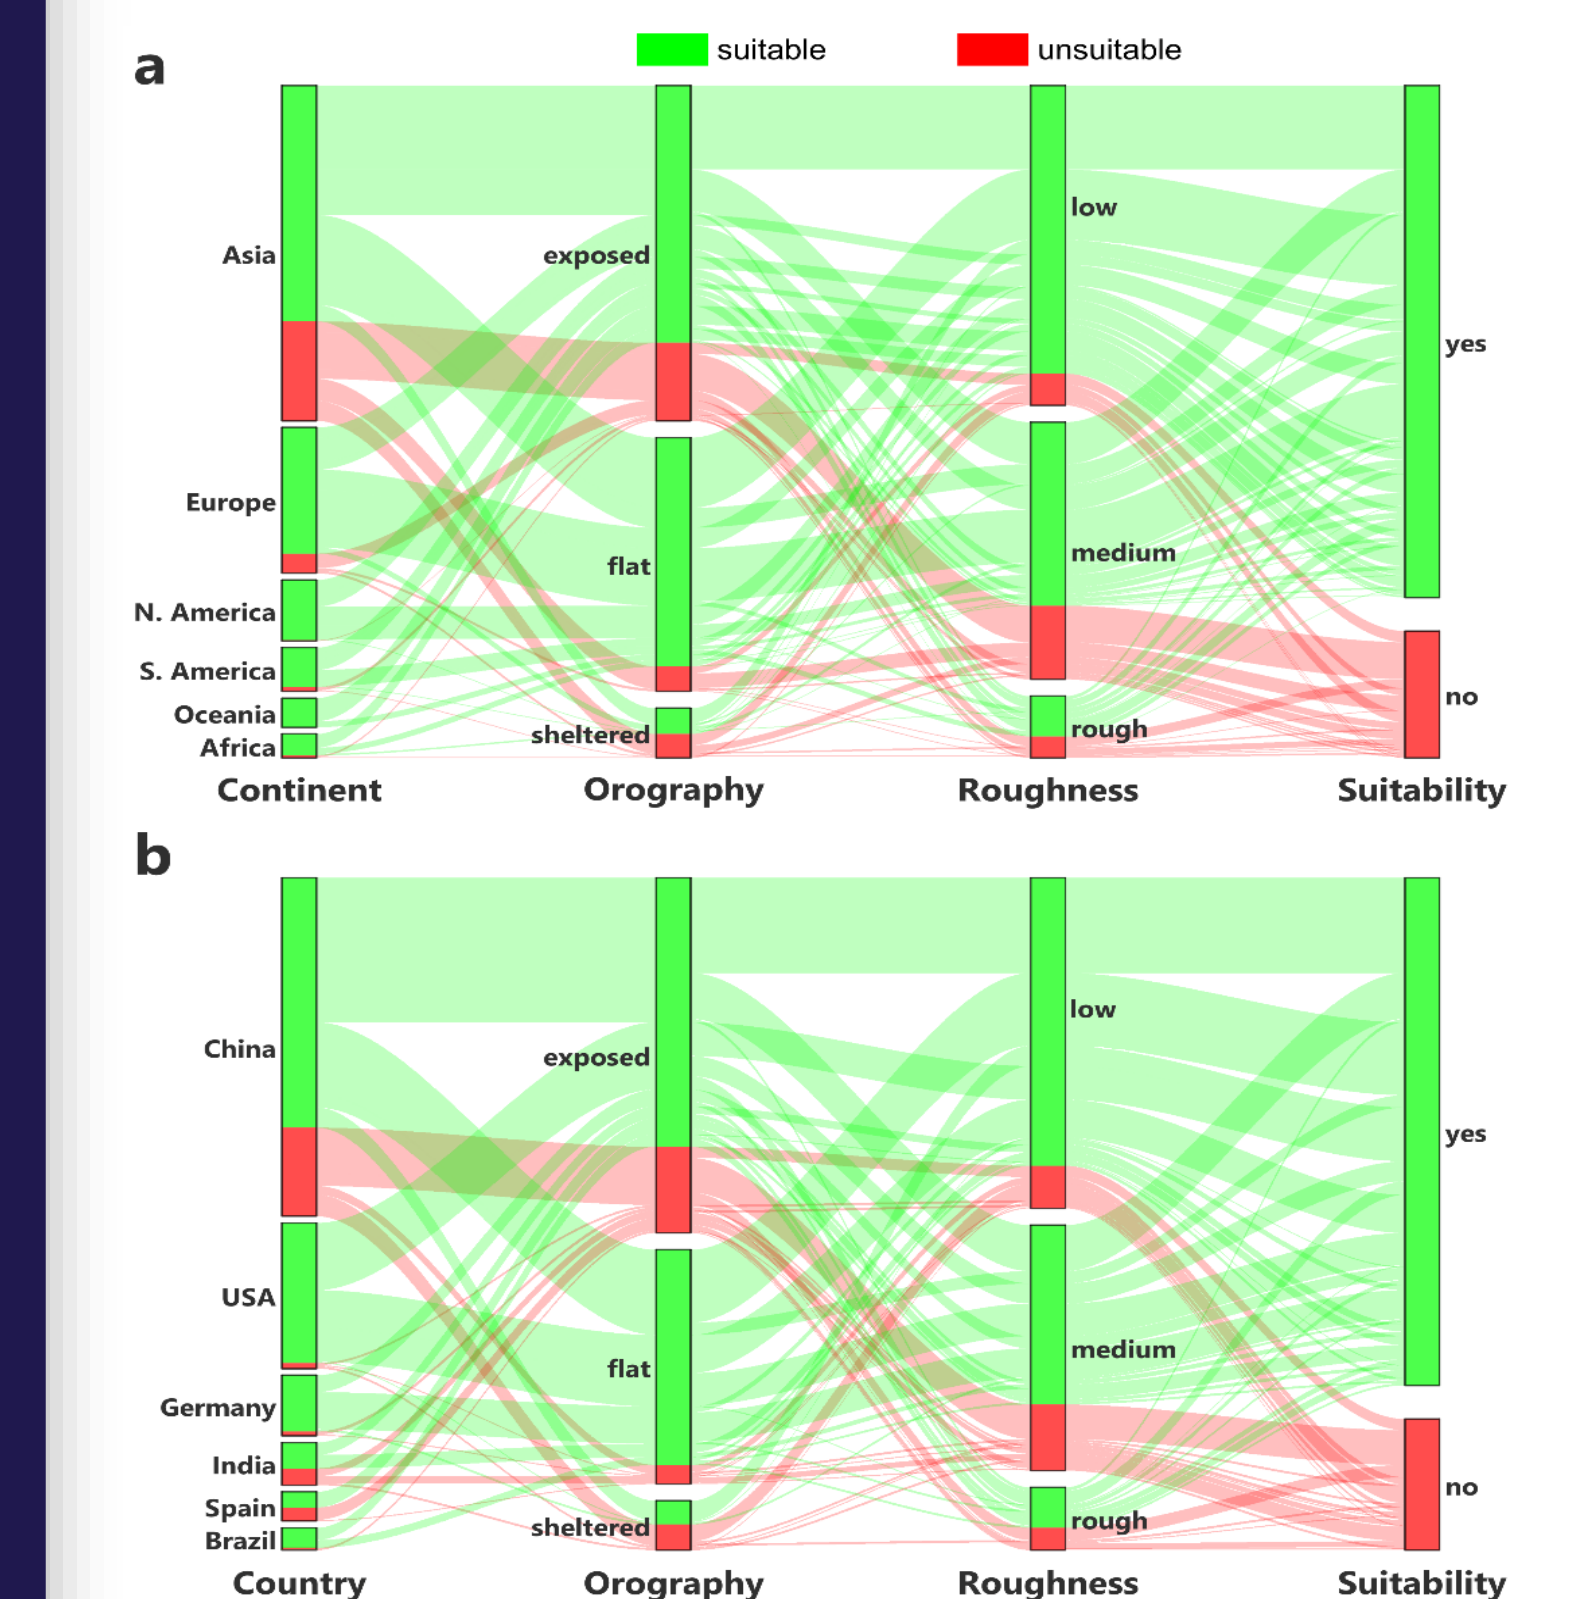 suitable unsuitable
a
low
Asia exposed
yes
Europe
medium
flat
N. America
S. America
no
Oceania
rough
sheltered
Africa
Continent Orography Roughness Suitability
b
low
China
exposed
yes
USA
medium
flat
Germany
India
no
Spain
rough
sheltered
Brazil
Country Orography Roughness Suitability